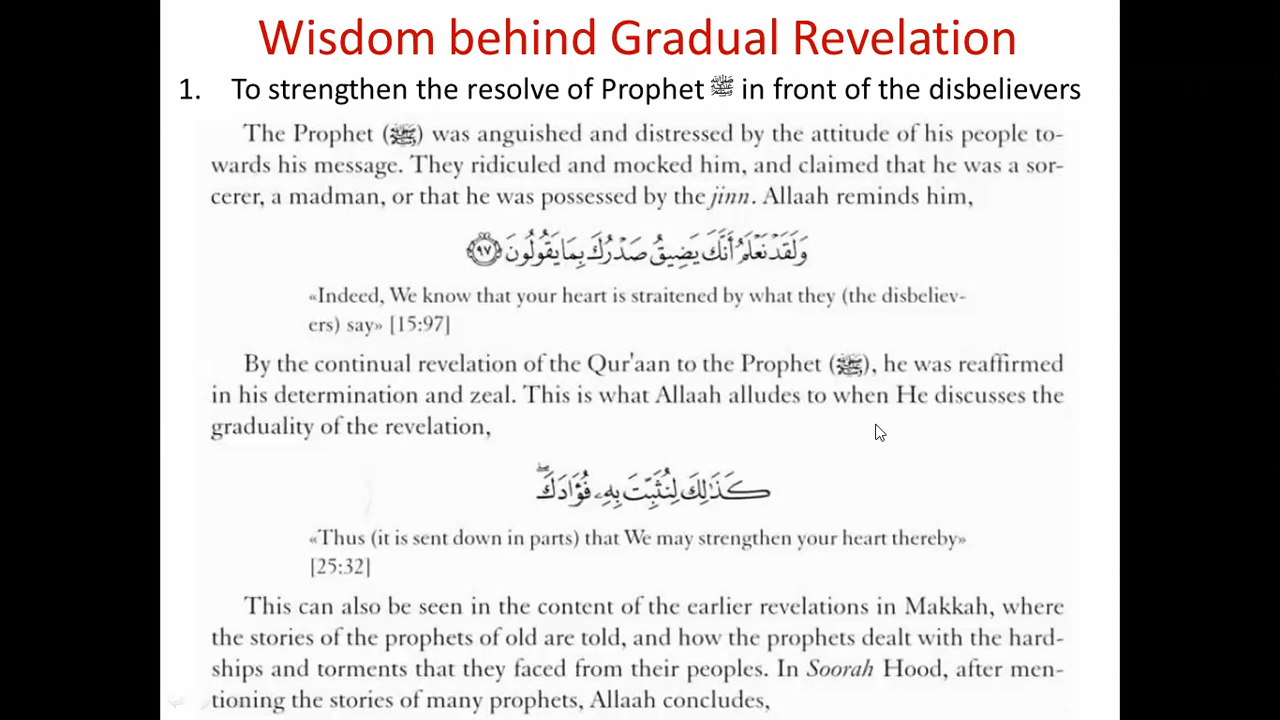 Wisdom behind Gradual Revelation
1. To strengthen the resolve of Prophet ﷺ in front of the disbelievers
The Prophet (ﷺ) was anguished and distressed by the attitude of his people to-
wards his message. They ridiculed and mocked him, and claimed that he was a sor-
cerer, a madman, or that he was possessed by the jinn. Allaah reminds him,
وَلَقَدْ نَعْلَمُ أَنَّكَ يَضِيقُ صَدْرُكَ بِمَا يَقُولُونَ ٩٧
«Indeed, We know that your heart is straitened by what they (the disbeliev-
ers) say» [15:97]
By the continual revelation of the Qur'aan to the Prophet (ﷺ), he was reaffirmed
in his determination and zeal. This is what Allaah alludes to when He discusses the
graduality of the revelation,
كَذَٰلِكَ لِنُثَبِّتَ بِهِۦ فُؤَادَكَ ۖ
«Thus (it is sent down in parts) that We may strengthen your heart thereby»
[25:32]
This can also be seen in the content of the earlier revelations in Makkah, where
the stories of the prophets of old are told, and how the prophets dealt with the hard-
ships and torments that they faced from their peoples. In Soorah Hood, after men-
tioning the stories of many prophets, Allaah concludes,